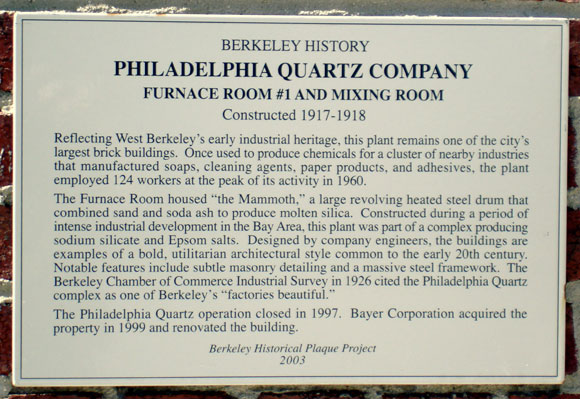 BERKELEY HISTORY
PHILADELPHIA QUARTZ COMPANY
FURNACE ROOM #1 AND MIXING ROOM
Constructed 1917-1918
Reflecting West Berkeley's early industrial heritage, this plant remains one of the city's
largest brick buildings. Once used to produce chemicals for a cluster of nearby industries
that manufactured soaps, cleaning agents, paper products, and adhesives, the plant
employed 124 workers at the peak of its activity in 1960.
The Furnace Room housed "the Mammoth," a large revolving heated steel drum that
combined sand and soda ash to produce molten silica. Constructed during a period of
intense industrial development in the Bay Area, this plant was part of a complex producing
sodium silicate and Epsom salts. Designed by company engineers, the buildings are
examples of a bold, utilitarian architectural style common to the early 20th century.
Notable features include subtle masonry detailing and a massive steel framework. The
Berkeley Chamber of Commerce Industrial Survey in 1926 cited the Philadelphia Quartz
complex as one of Berkeley's "factories beautiful."
The Philadelphia Quartz operation closed in 1997. Bayer Corporation acquired the
property in 1999 and renovated the building.
Berkeley Historical Plaque Project
2003